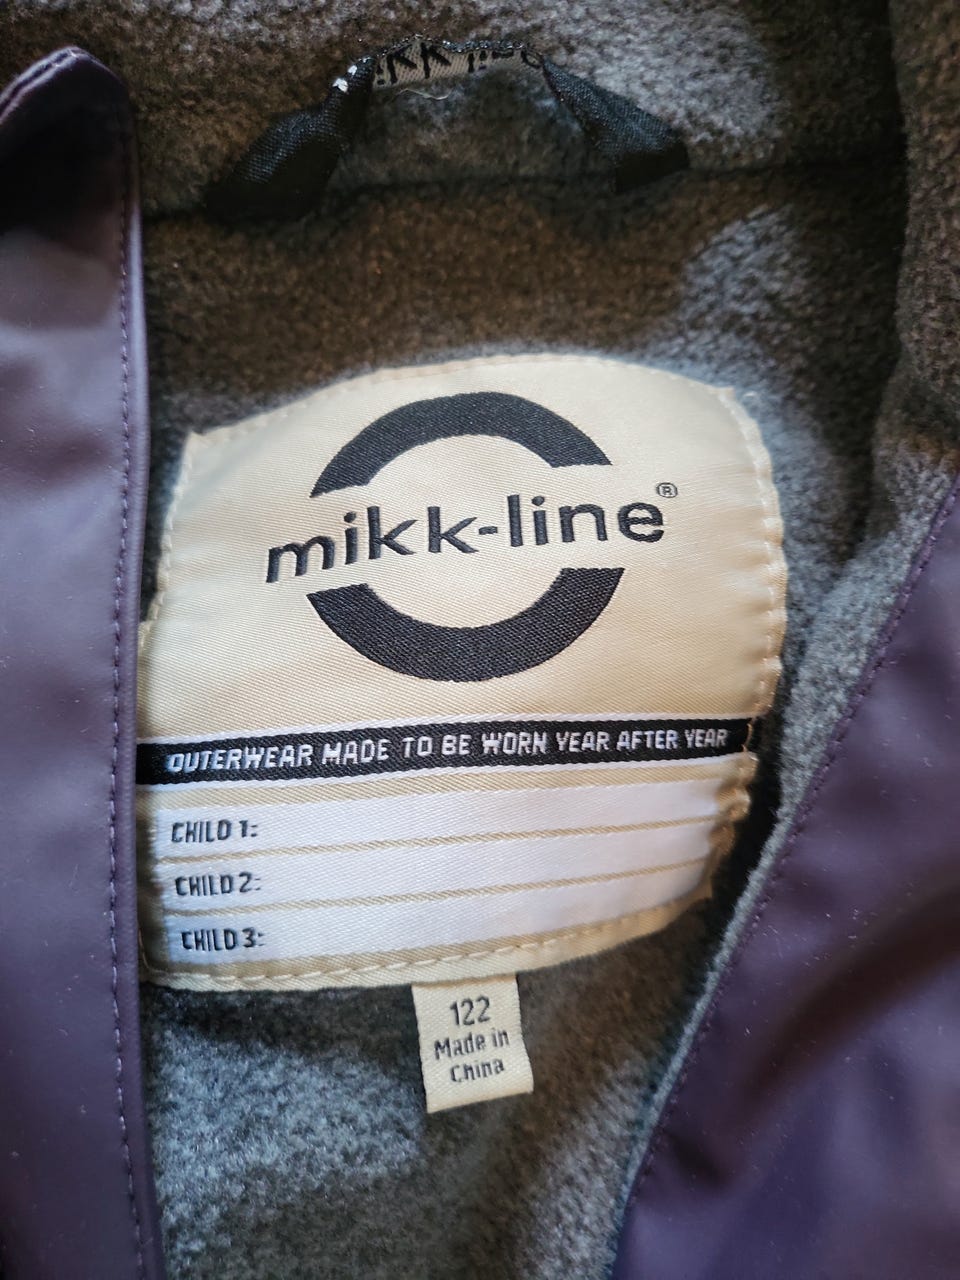 mikk-line®
OUTERWEAR MADE TO BE WORN YEAR AFTER YEAR
CHILD 1:
CHILD 2:
CHILD 3:
122
Made in
China